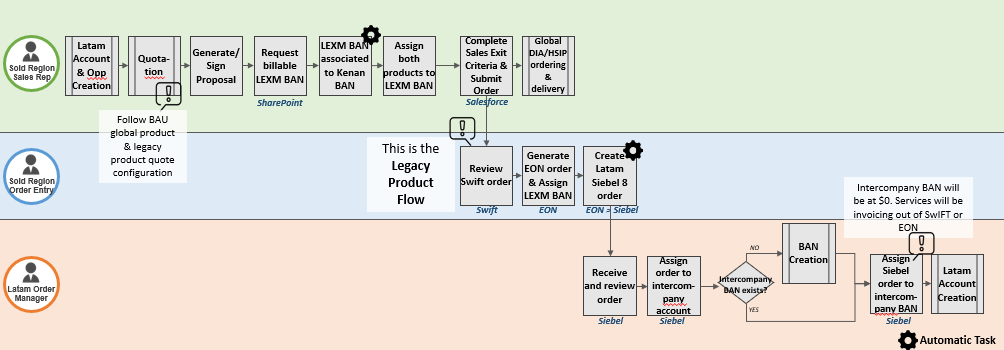 Sold Region
Sales Rep.
Latam
Account
& Opp
Creation
Quota-
tion
Generate/
Sign
Proposal
Request
billable
LEXM BAN
SharePoint
LEXM BAN
associated
to Kenan
BAN
Assign
both
products to
LEXM BAN
Complete
Sales Exit
Criteria &
Submit
Order
Salesforce
Global
DIA/HSIP
ordering
&
delivery
Follow BAU
global product
& legacy
product quote
configuration
Sold Region
Order Entry
This is the
Legacy
Product
Flow
Review
Swift order
Swift
Generate
EON order
& Assign
LEXM BAN
EON
Create
Latam
Siebel 8
order
EON > Siebel
Intercompany BAN will
be at $0. Services will be
invoicing out of SwIFT or
EON
Latam Order
Manager
Receive
and review
order
Siebel
Assign
order to
intercom-
pany
account
Siebel
Intercompany
BAN exists?
NO
YES
BAN
Creation
Assign
Siebel
order to
intercom-
pany BAN
Siebel
Latam
Account
Creation
Automatic Task